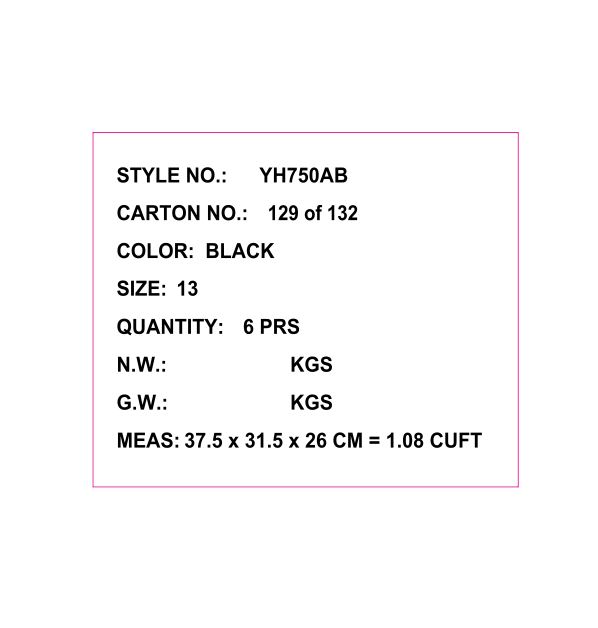 STYLE NO.: YH750AB
CARTON NO.: 129 of 132
COLOR: BLACK
SIZE: 13
QUANTITY: 6 PRS
N.W.: KGS
G.W.: KGS
MEAS: 37.5 x 31.5 x 26 CM = 1.08 CUFT